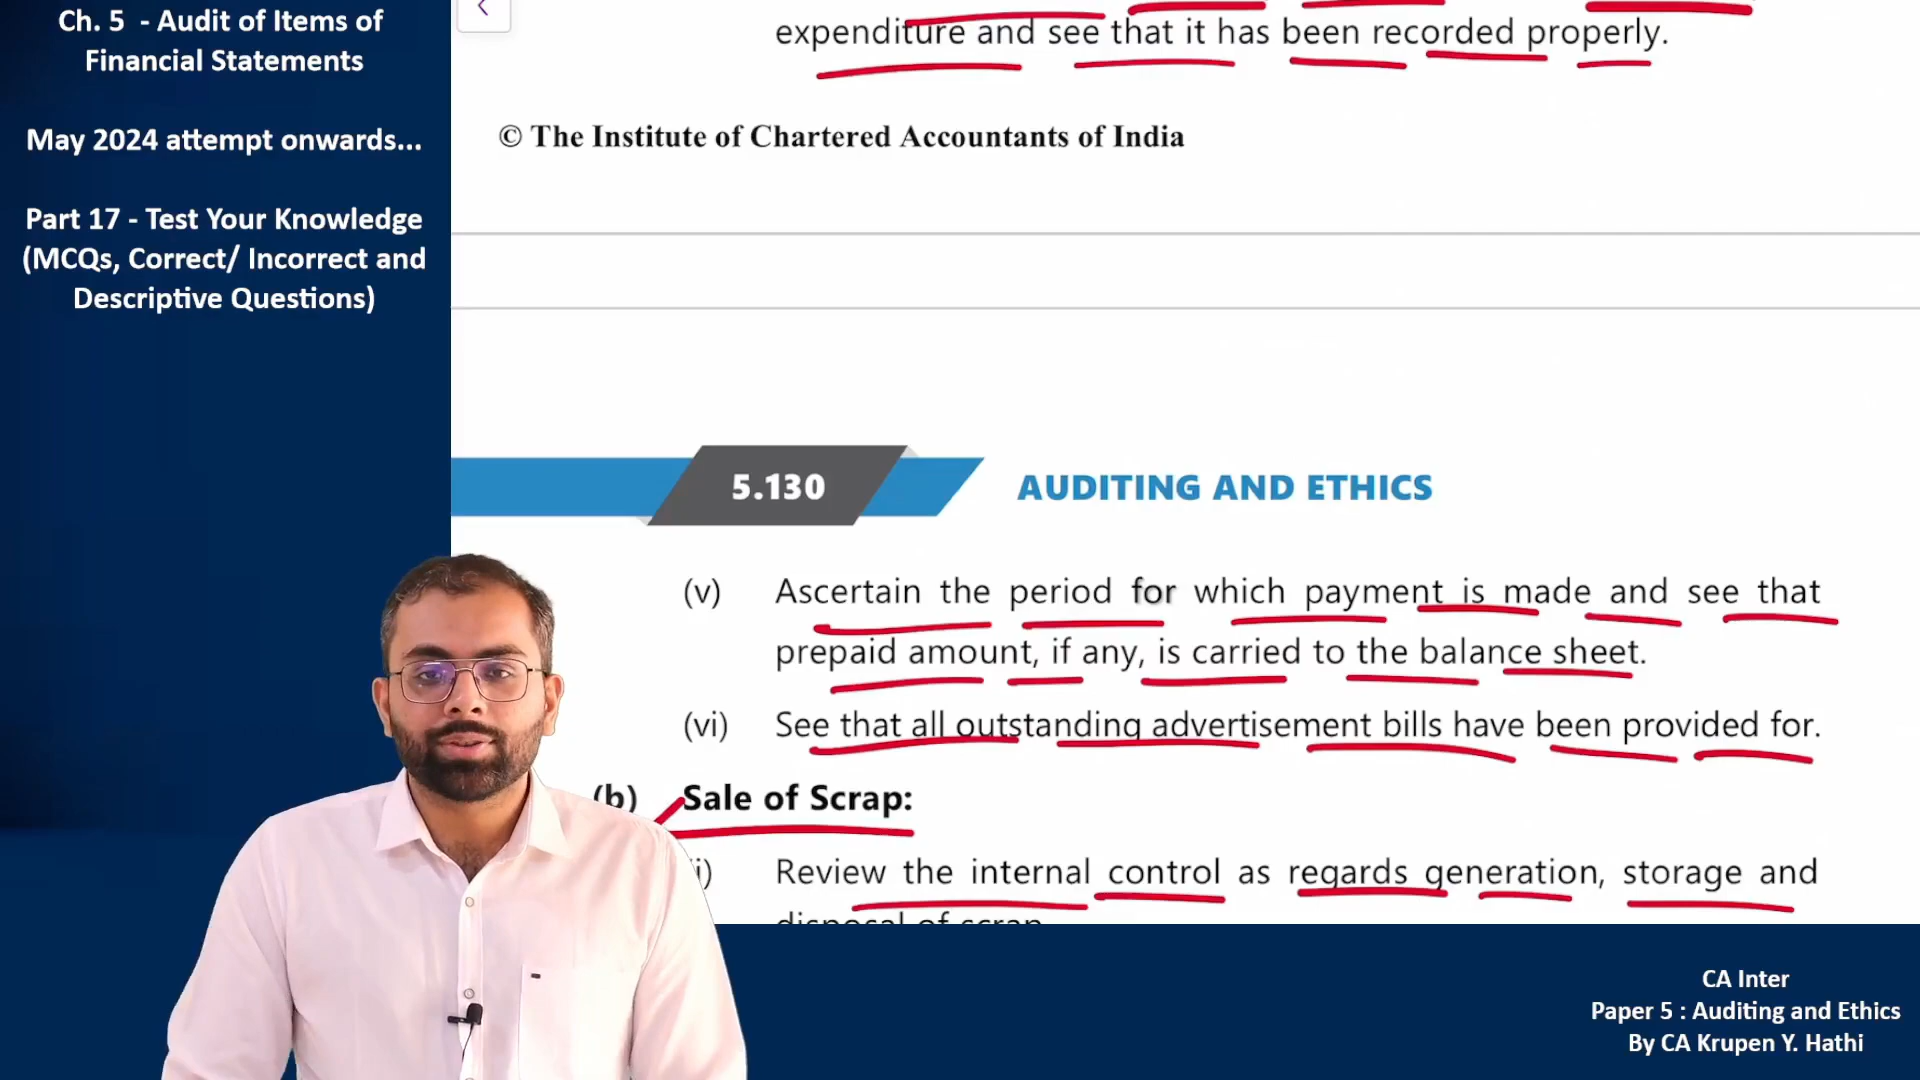 Ch. 5 - Audit of Items of
Financial Statements
May 2024 attempt onwards...
Part 17 - Test Your Knowledge
(MCQs, Correct/ Incorrect and
Descriptive Questions)
expenditure and see that it has been recorded properly.
© The Institute of Chartered Accountants of India
5.130 AUDITING AND ETHICS
(v) Ascertain the period for which payment is made and see that
prepaid amount, if any, is carried to the balance sheet.
(vi) See that all outstanding advertisement bills have been provided for.
(b) Sale of Scrap:
i) Review the internal control as regards generation, storage and
disposal of scrap
CA Inter
Paper 5 : Auditing and Ethics
By CA Krupen Y. Hathi